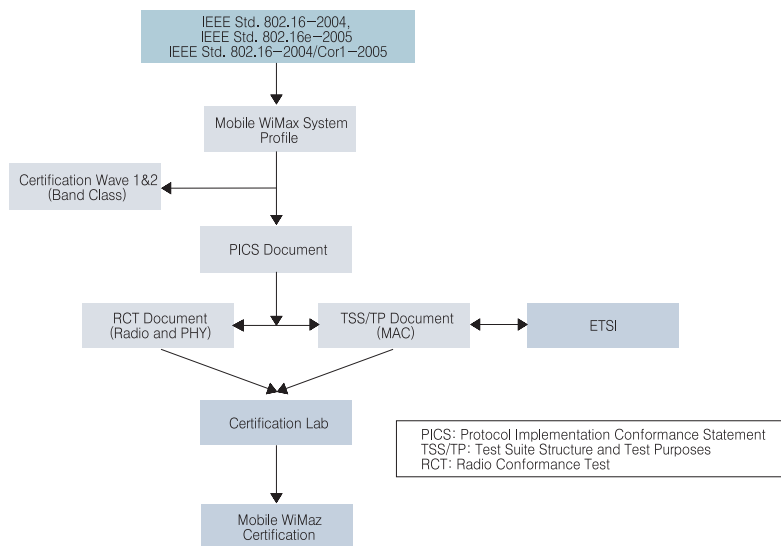 IEEE Std. 802.16-2004,
IEEE Std. 802.16e-2005
IEEE Std. 802.16-2004/Cor1-2005
Mobile WiMax System
Profile
Certification Wave 1&2
(Band Class)
PICS Document
RCT Document
(Radio and PHY)
TSS/TP Document
(MAC)
ETSI
Certification Lab
PICS: Protocol Implementation Conformance Statement
TSS/TP: Test Suite Structure and Test Purposes
RCT: Radio Conformance Test
Mobile WiMaz
Certification